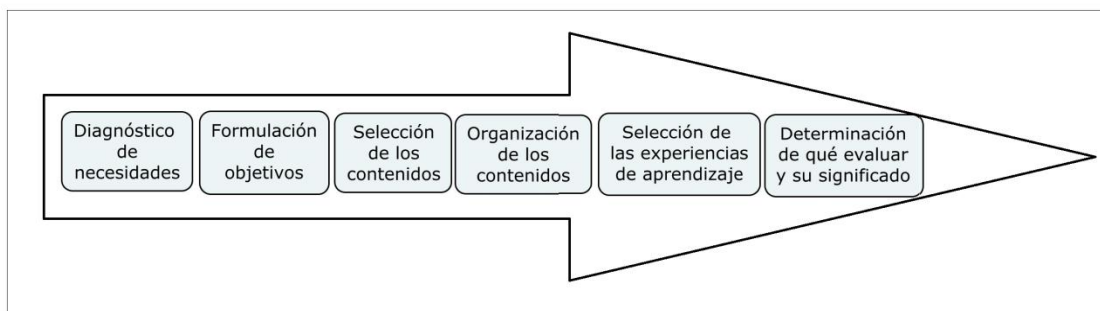 Diagnóstico
de
necesidades
Formulación
de
objetivos
Selección
de los
contenidos
Organización
de los
contenidos
Selección de
las experiencias
de aprendizaje
Determinación
de qué evaluar
y su significado